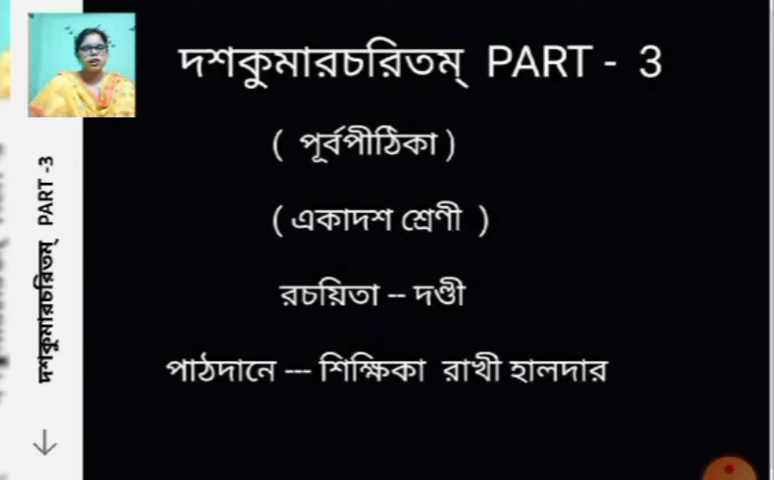 দশকুমারচরিতম্ PART - 3
( পূর্বপীঠিকা )
( একাদশ শ্রেণী )
রচয়িতা -- দণ্ডী
পাঠদানে --- শিক্ষিকা রাখী হালদার
দশকুমারচরিতম্ PART -3